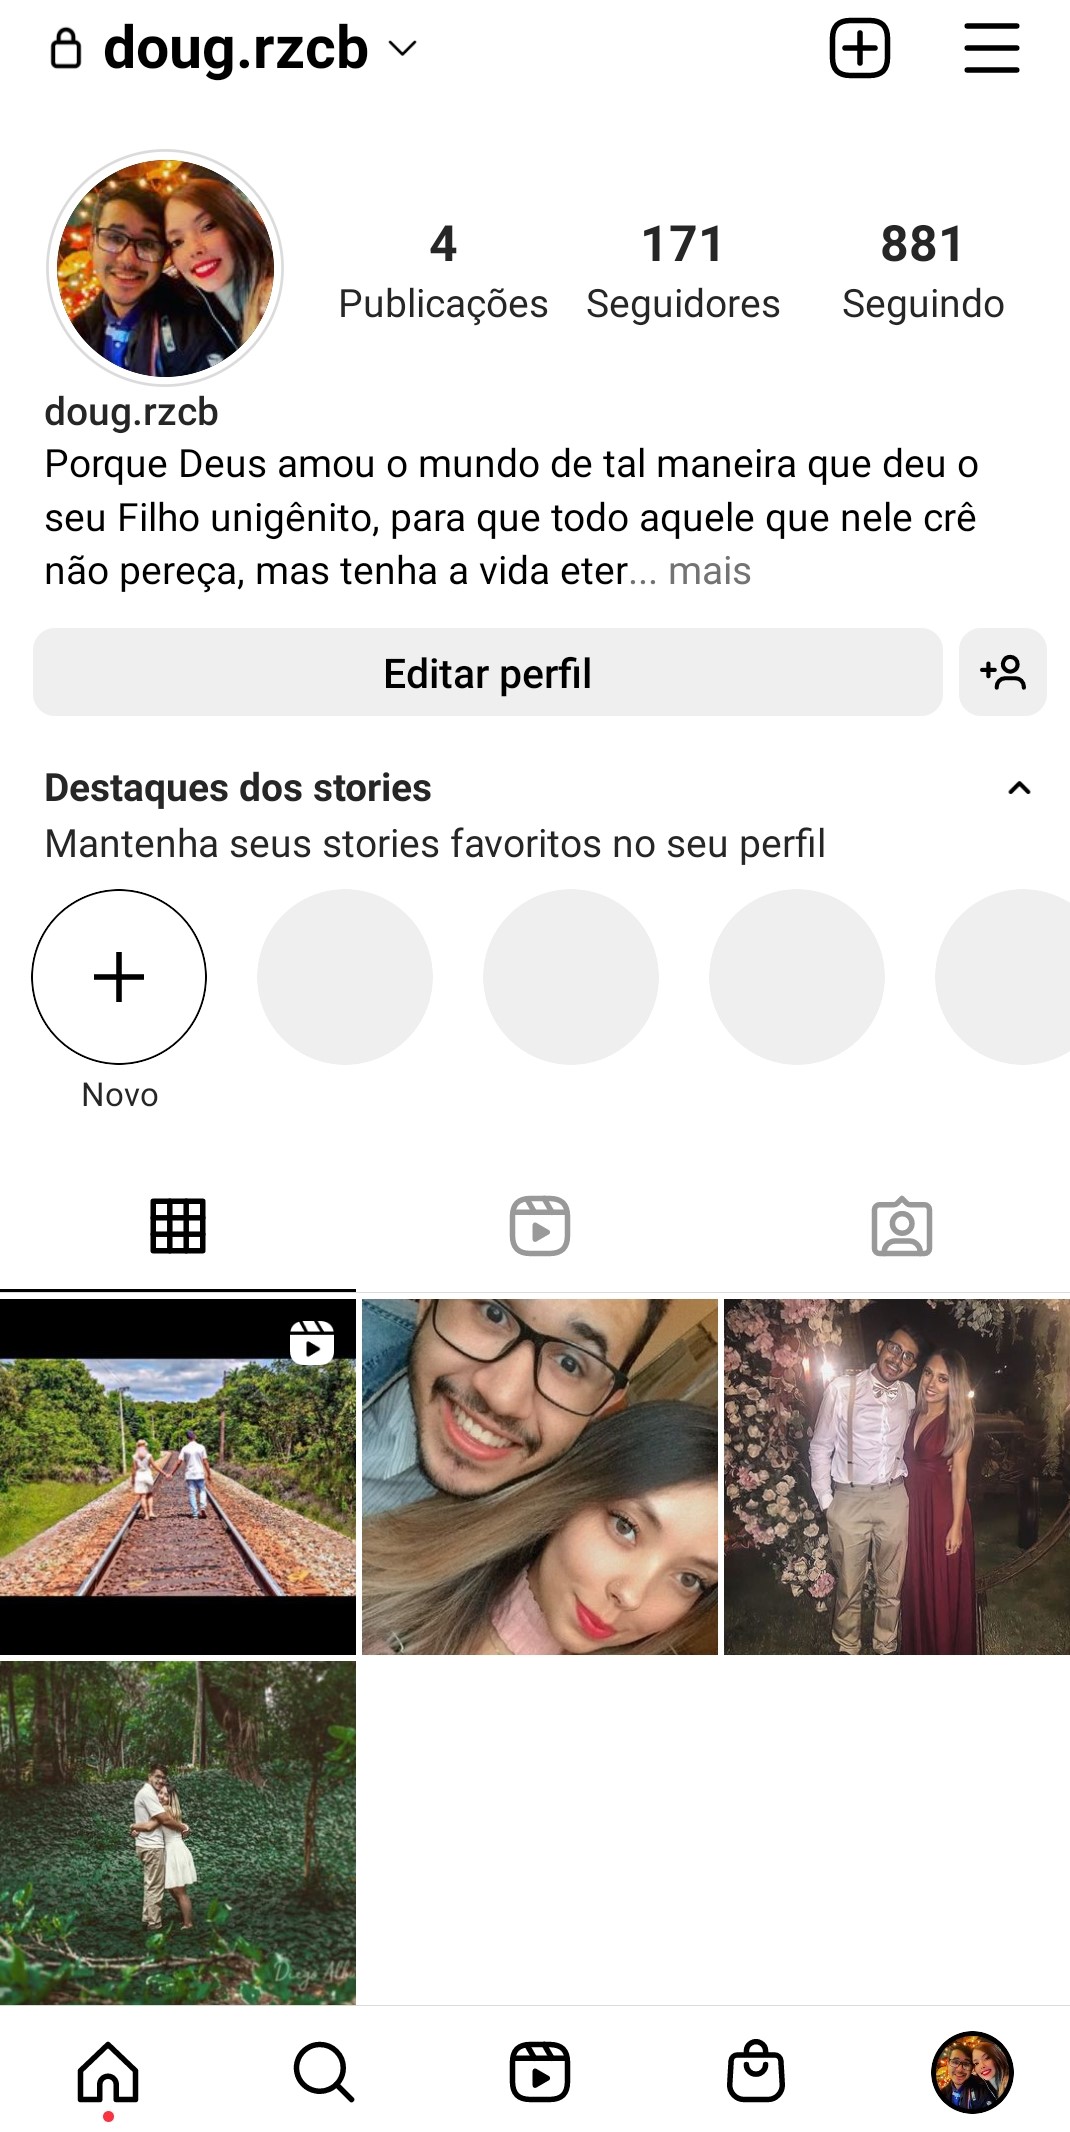 doug.rzcb
4 171 881
Publicações Seguidores Seguindo
doug.rzcb
Porque Deus amou o mundo de tal maneira que deu o
seu Filho unigênito, para que todo aquele que nele crê
não pereça, mas tenha a vida eter... mais
Editar perfil
Destaques dos stories
Mantenha seus stories favoritos no seu perfil
Novo